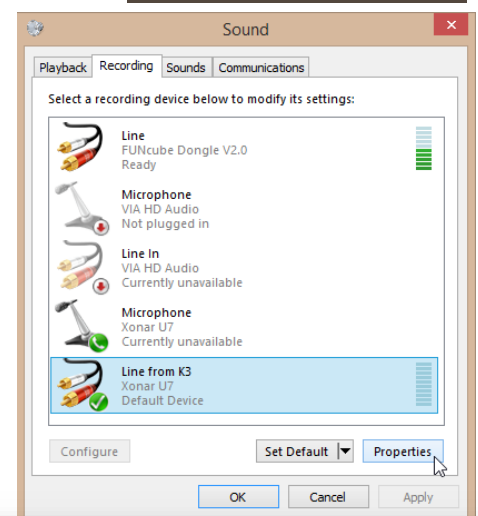 Sound
Playback Recording Sounds Communications
Select a recording device below to modify its settings:
Line
FUNcube Dongle V2.0
Ready
Microphone
VIA HD Audio
Not plugged in
Line In
VIA HD Audio
Currently unavailable
Microphone
Xonar U7
Currently unavailable
Line from K3
Xonar U7
Default Device
Configure Set Default Properties
OK Cancel Apply